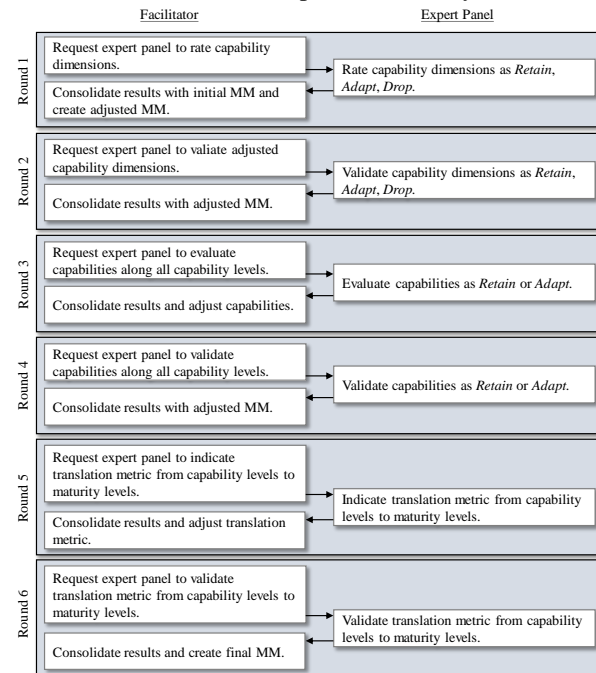 Facilitator
Expert Panel
Round 1
Request expert panel to rate capability
dimensions.
Consolidate results with initial MM and
create adjusted MM.
Rate capability dimensions as Retain,
Adapt, Drop.
Round 2
Request expert panel to valiate adjusted
capability dimensions.
Consolidate results with adjusted MM.
Validate capability dimensions as Retain,
Adapt, Drop.
Round 3
Request expert panel to evaluate
capabilities along all capability levels.
Consolidate results and adjust capabilities.
Evaluate capabilities as Retain or Adapt.
Round 4
Request expert panel to validate
capabilities along all capability levels.
Consolidate results with adjusted MM.
Validate capabilities as Retain or Adapt.
Round 5
Request expert panel to indicate
translation metric from capability levels to
maturity levels.
Consolidate results and adjust translation
metric.
Indicate translation metric from capability
levels to maturity levels.
Round 6
Request expert panel to validate
translation metric from capability levels to
maturity levels.
Consolidate results and create final MM.
Validate translation metric from capability
levels to maturity levels.